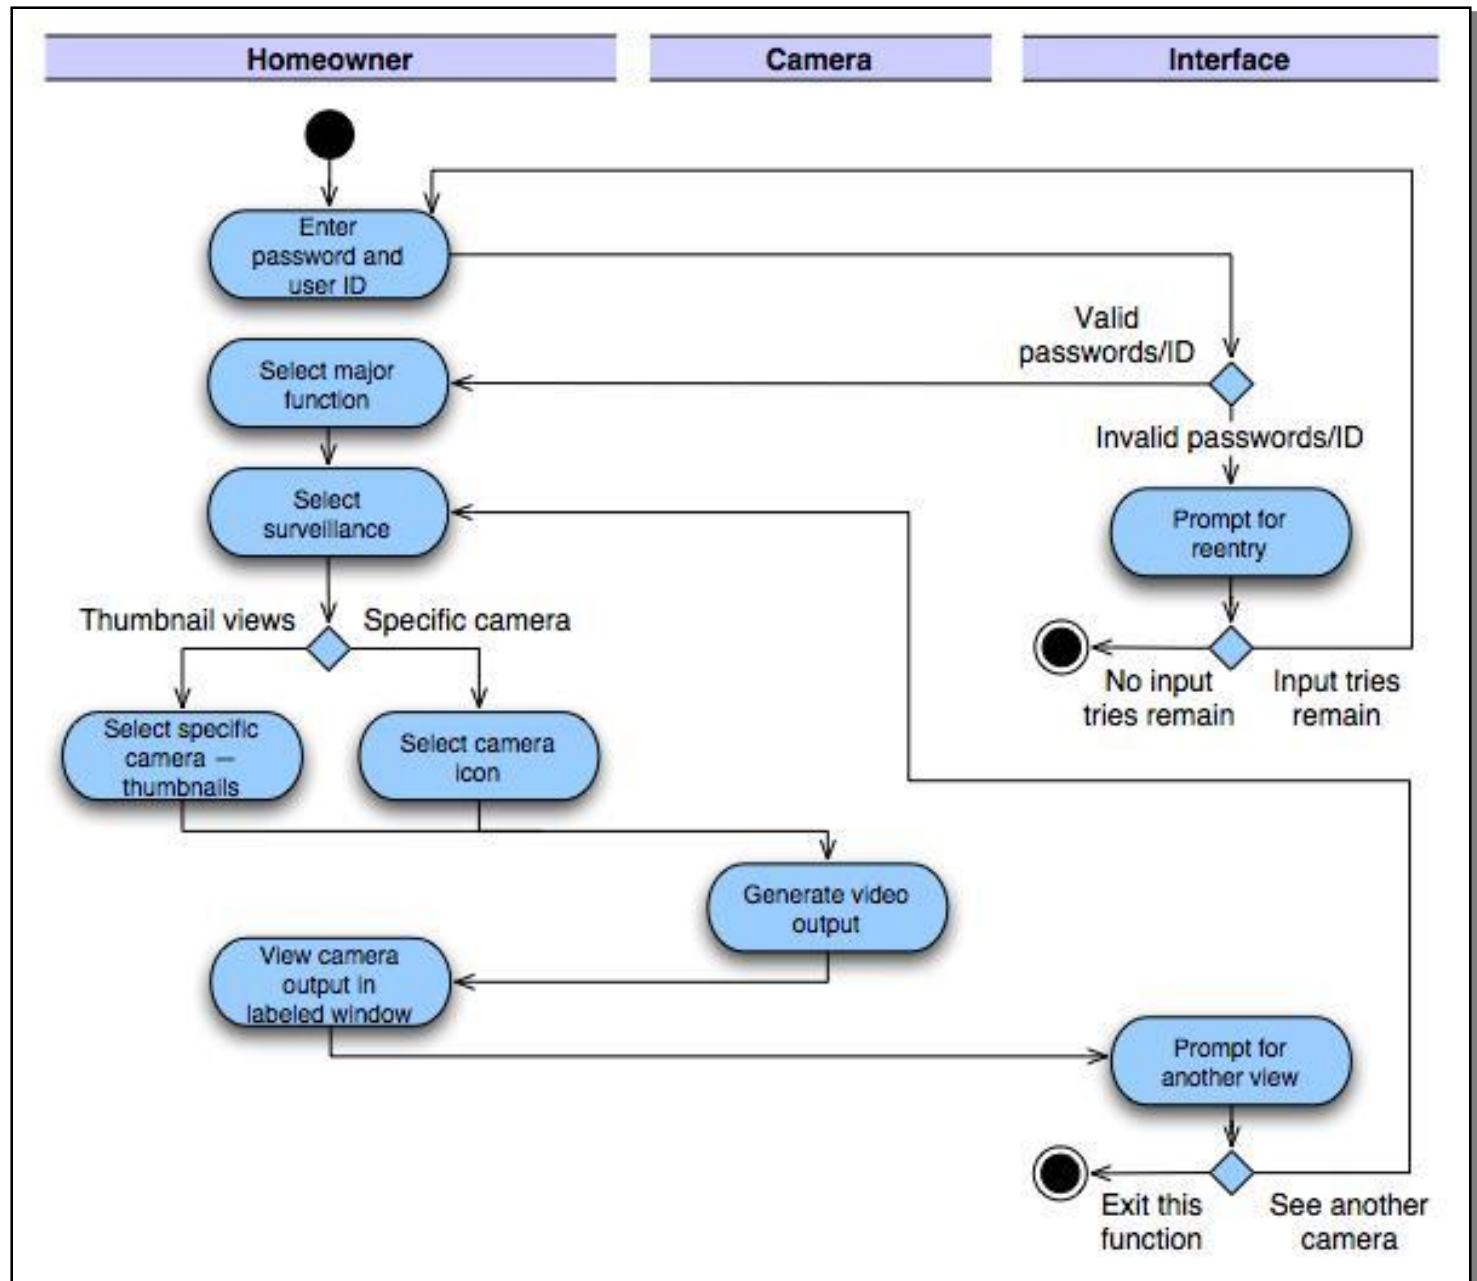 Homeowner
Camera
Interface
Enter
password and
user ID
Valid
passwords/ID
Select major
function
Invalid passwords/ID
Select
surveillance
Prompt for
reentry
Thumbnail views
Specific camera
No input
tries remain
Input tries
remain
Select specific
camera —
thumbnails
Select camera
icon
Generate video
output
View camera
output in
labeled window
Prompt for
another view
Exit this
function
See another
camera